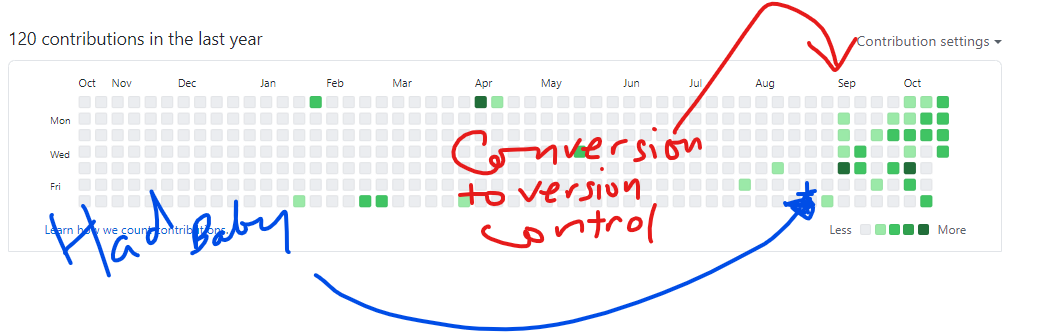 120 contributions in the last year
Contribution settings
Oct Nov Dec Jan Feb Mar Apr May Jun Jul Aug Sep Oct
Mon
Wed
Fri
Conversion
to version
control
Had Baby
Learn how we count contributions.
Less More